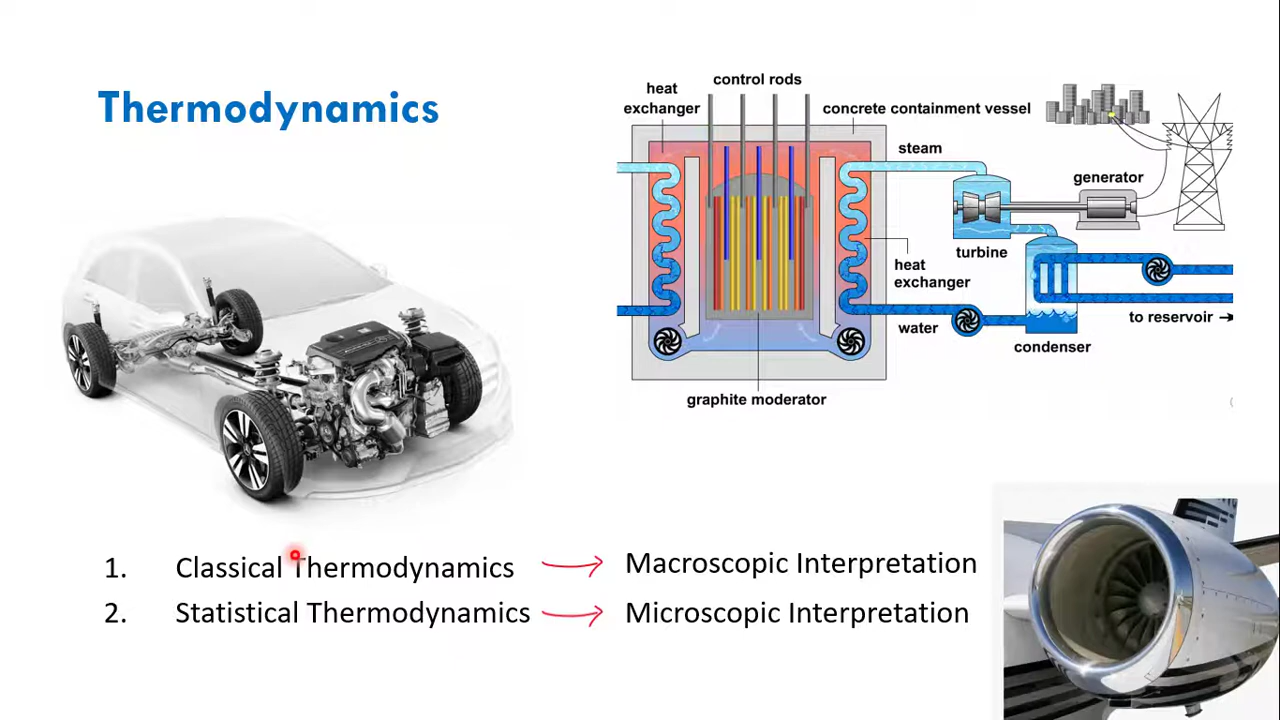 Thermodynamics
control rods
heat
exchanger
concrete containment vessel
steam
generator
turbine
heat
exchanger
water
to reservoir →
condenser
graphite moderator
1. Classical Thermodynamics → Macroscopic Interpretation
2. Statistical Thermodynamics → Microscopic Interpretation